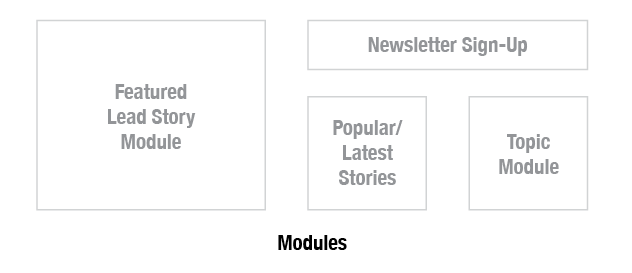 Featured
Lead Story
Module
Newsletter Sign-Up
Popular/
Latest
Stories
Topic
Module
Modules